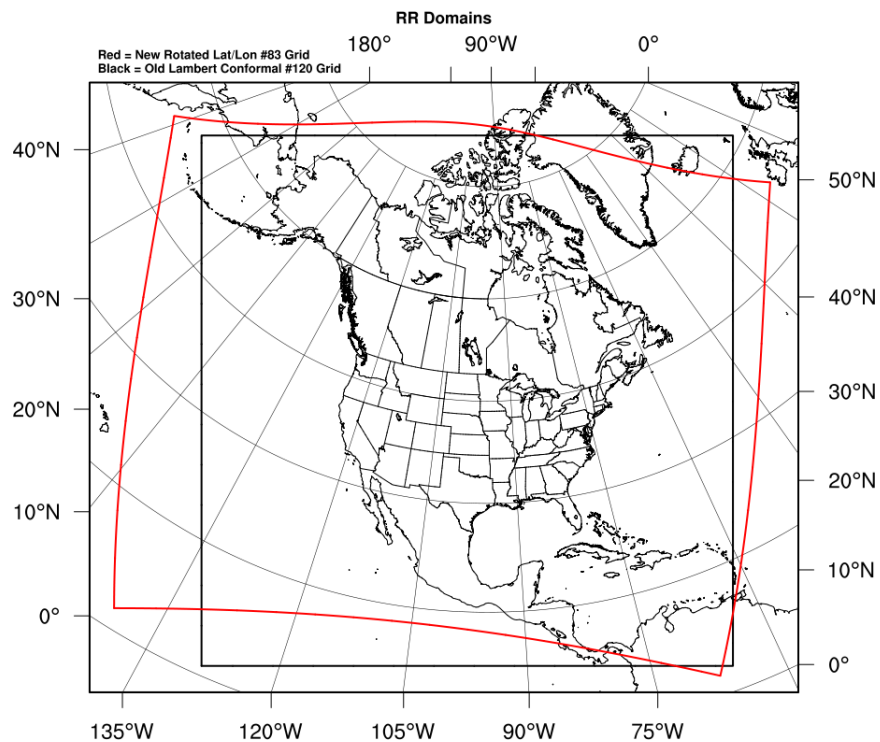 RR Domains
180°
90°W
0°
Red = New Rotated Lat/Lon #83 Grid
Black = Old Lambert Conformal #120 Grid
40°N
50°N
30°N
40°N
20°N
30°N
10°N
20°N
0°
10°N
0°
135°W
120°W
105°W
90°W
75°W